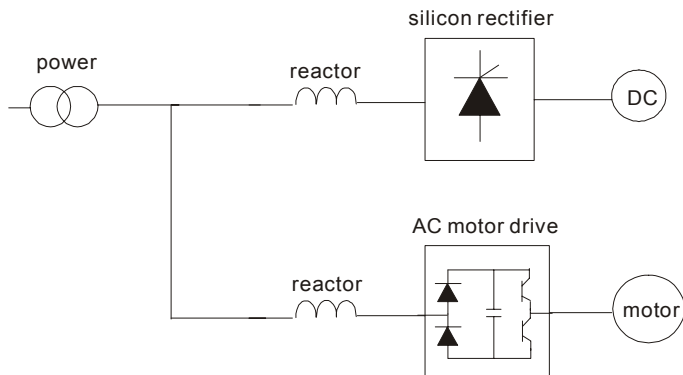 silicon rectifier
power
reactor
DC
AC motor drive
reactor
motor